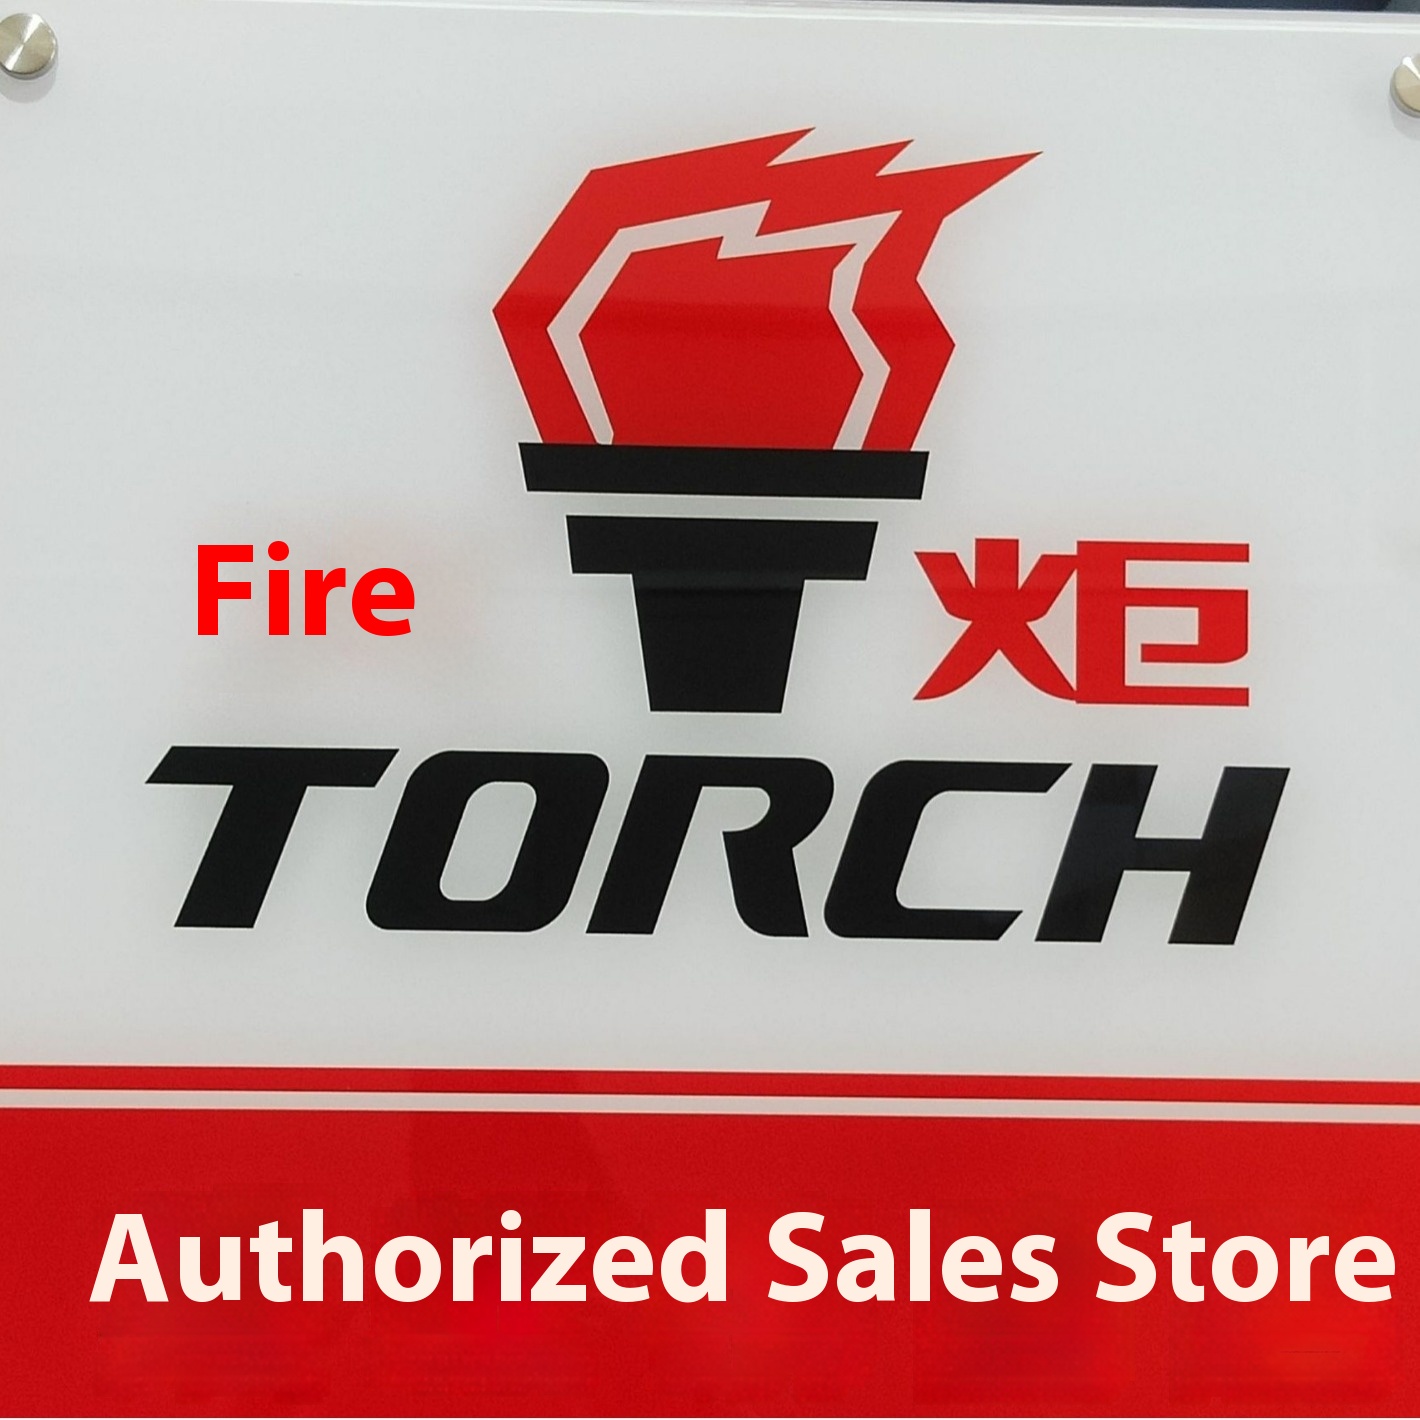 Fire 炬
TORCH
Authorized Sales Store